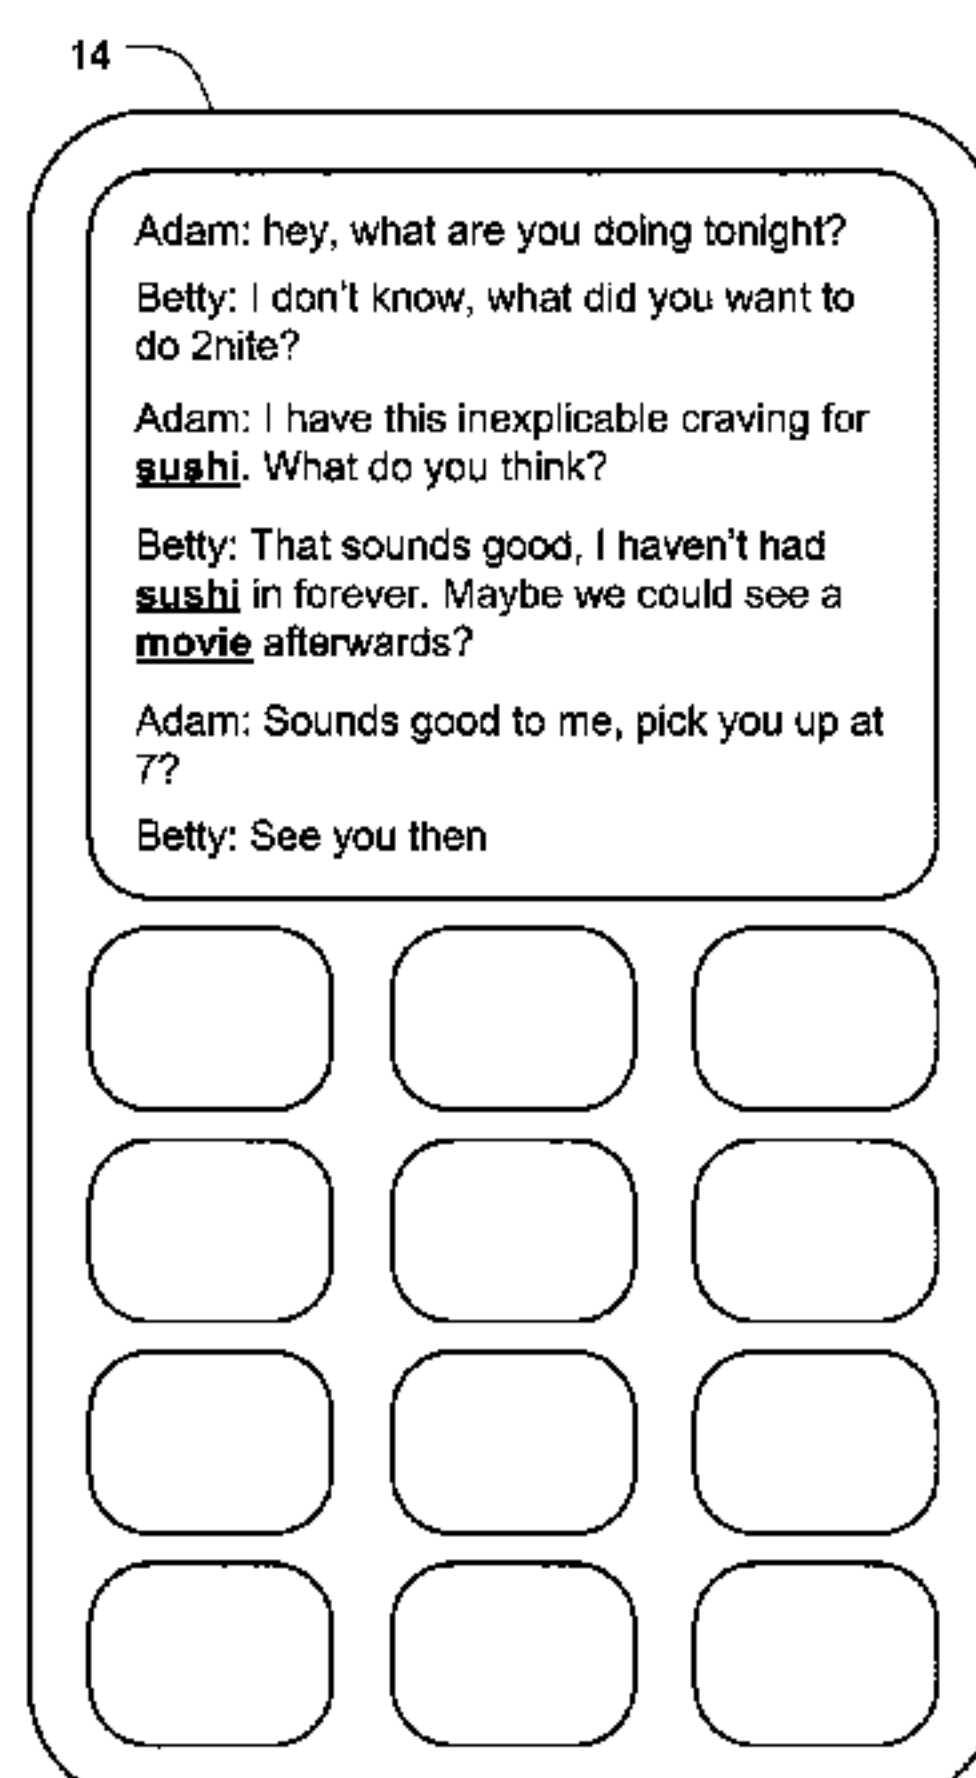 14
Adam: hey, what are you doing tonight?
Betty: I don't know, what did you want to
do 2nite?
Adam: I have this inexplicable craving for
sushi. What do you think?
Betty: That sounds good, I haven't had
sushi in forever. Maybe we could see a
movie afterwards?
Adam: Sounds good to me, pick you up at
7?
Betty: See you then